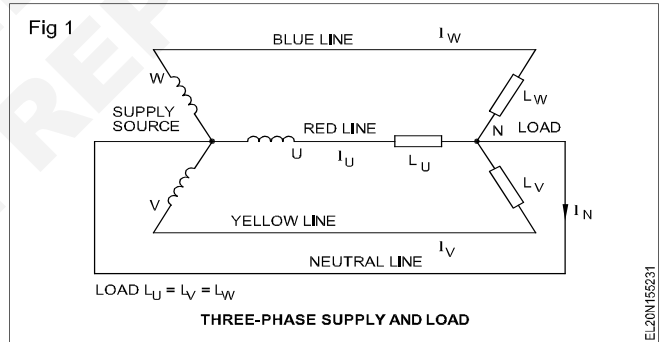 Fig 1
BLUE LINE I_W
W
L_W
SUPPLY
SOURCE
RED LINE
N LOAD
U I_U L_U
V
L_V
I_N
YELLOW LINE
I_V
NEUTRAL LINE
LOAD L_U = L_V = L_W
THREE-PHASE SUPPLY AND LOAD
EL20N155231